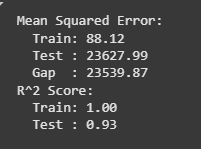 Mean Squared Error:
  Train: 88.12
  Test : 23627.99
  Gap  : 23539.87
R^2 Score:
  Train: 1.00
  Test : 0.93